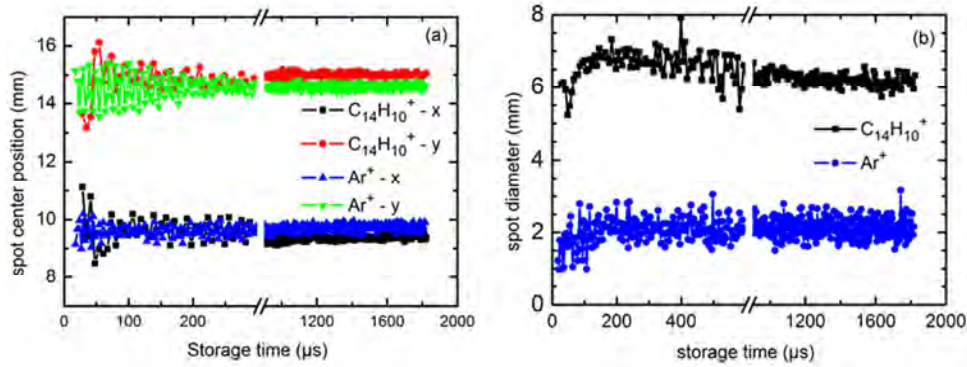 (a)
16
14
12
10
8
spot center position (mm)
C₁₄H₁₀⁺ - x
C₁₄H₁₀⁺ - y
Ar⁺ - x
Ar⁺ - y
0 100 200 1200 1600 2000
Storage time (µs)
(b)
8
6
4
2
0
spot diameter (mm)
C₁₄H₁₀⁺
Ar⁺
0 200 400 1200 1600 2000
storage time (µs)